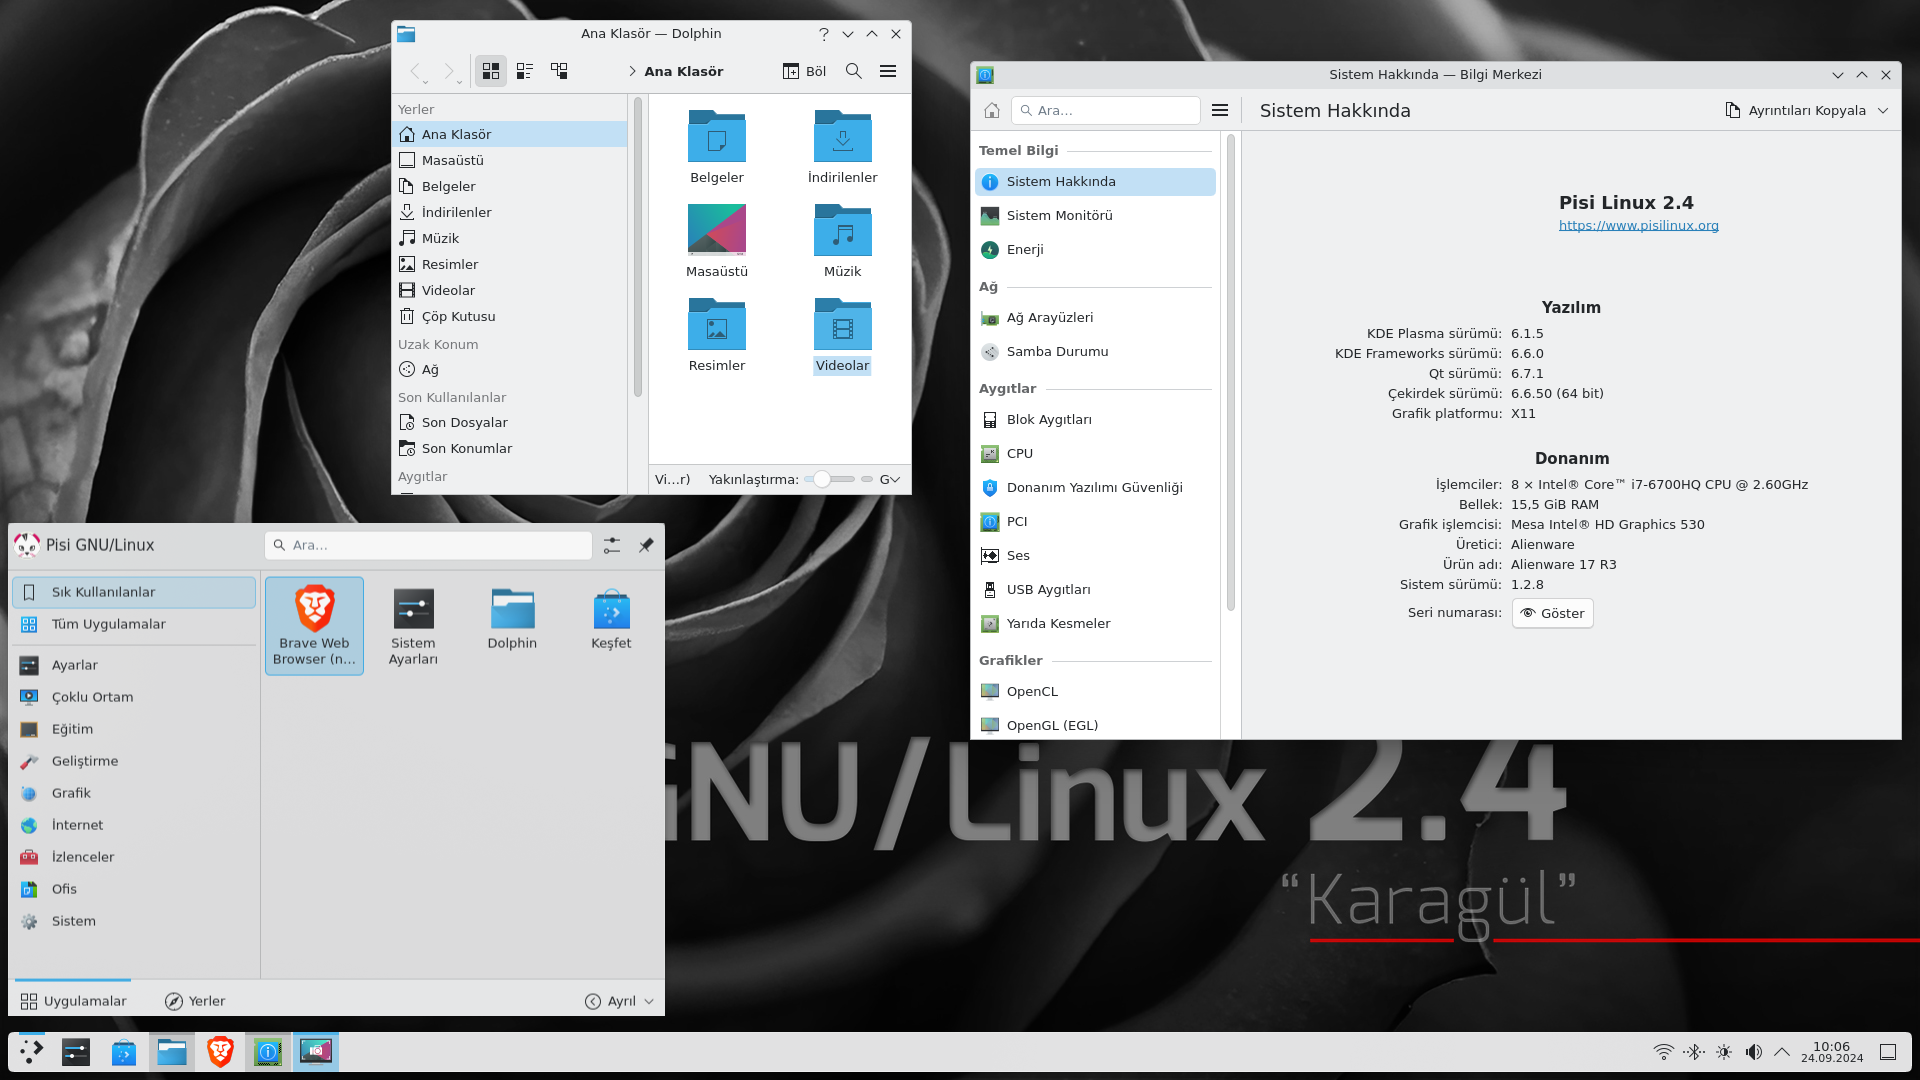 Ana Klasör — Dolphin
Ana Klasör
Böl
Yerler
Ana Klasör
Masaüstü
Belgeler
İndirilenler
Müzik
Resimler
Videolar
Çöp Kutusu
Uzak Konum
Ağ
Son Kullanılanlar
Son Dosyalar
Son Konumlar
Aygıtlar
Belgeler
İndirilenler
Masaüstü
Müzik
Resimler
Videolar
Vi...r)
Yakınlaştırma:
G
Sistem Hakkında — Bilgi Merkezi
Ara...
Sistem Hakkında
Ayrıntıları Kopyala
Temel Bilgi
Sistem Hakkında
Sistem Monitörü
Enerji
Ağ
Ağ Arayüzleri
Samba Durumu
Aygıtlar
Blok Aygıtları
CPU
Donanım Yazılımı Güvenliği
PCI
Ses
USB Aygıtları
Yarıda Kesmeler
Grafikler
OpenCL
OpenGL (EGL)
Pisi Linux 2.4
https://www.pisilinux.org
Yazılım
KDE Plasma sürümü: 6.1.5
KDE Frameworks sürümü: 6.6.0
Qt sürümü: 6.7.1
Çekirdek sürümü: 6.6.50 (64 bit)
Grafik platformu: X11
Donanım
İşlemciler: 8 × Intel® Core™ i7-6700HQ CPU @ 2.60GHz
Bellek: 15,5 GiB RAM
Grafik işlemcisi: Mesa Intel® HD Graphics 530
Üretici: Alienware
Ürün adı: Alienware 17 R3
Sistem sürümü: 1.2.8
Seri numarası: Göster
Pisi GNU/Linux
Ara...
Sık Kullanılanlar
Tüm Uygulamalar
Ayarlar
Çoklu Ortam
Eğitim
Geliştirme
Grafik
İnternet
İzlenceler
Ofis
Sistem
Brave Web
Browser (n...
Sistem
Ayarları
Dolphin
Keşfet
Uygulamalar
Yerler
Ayrıl
GNU/Linux 2.4
“Karagül”
10:06
24.09.2024